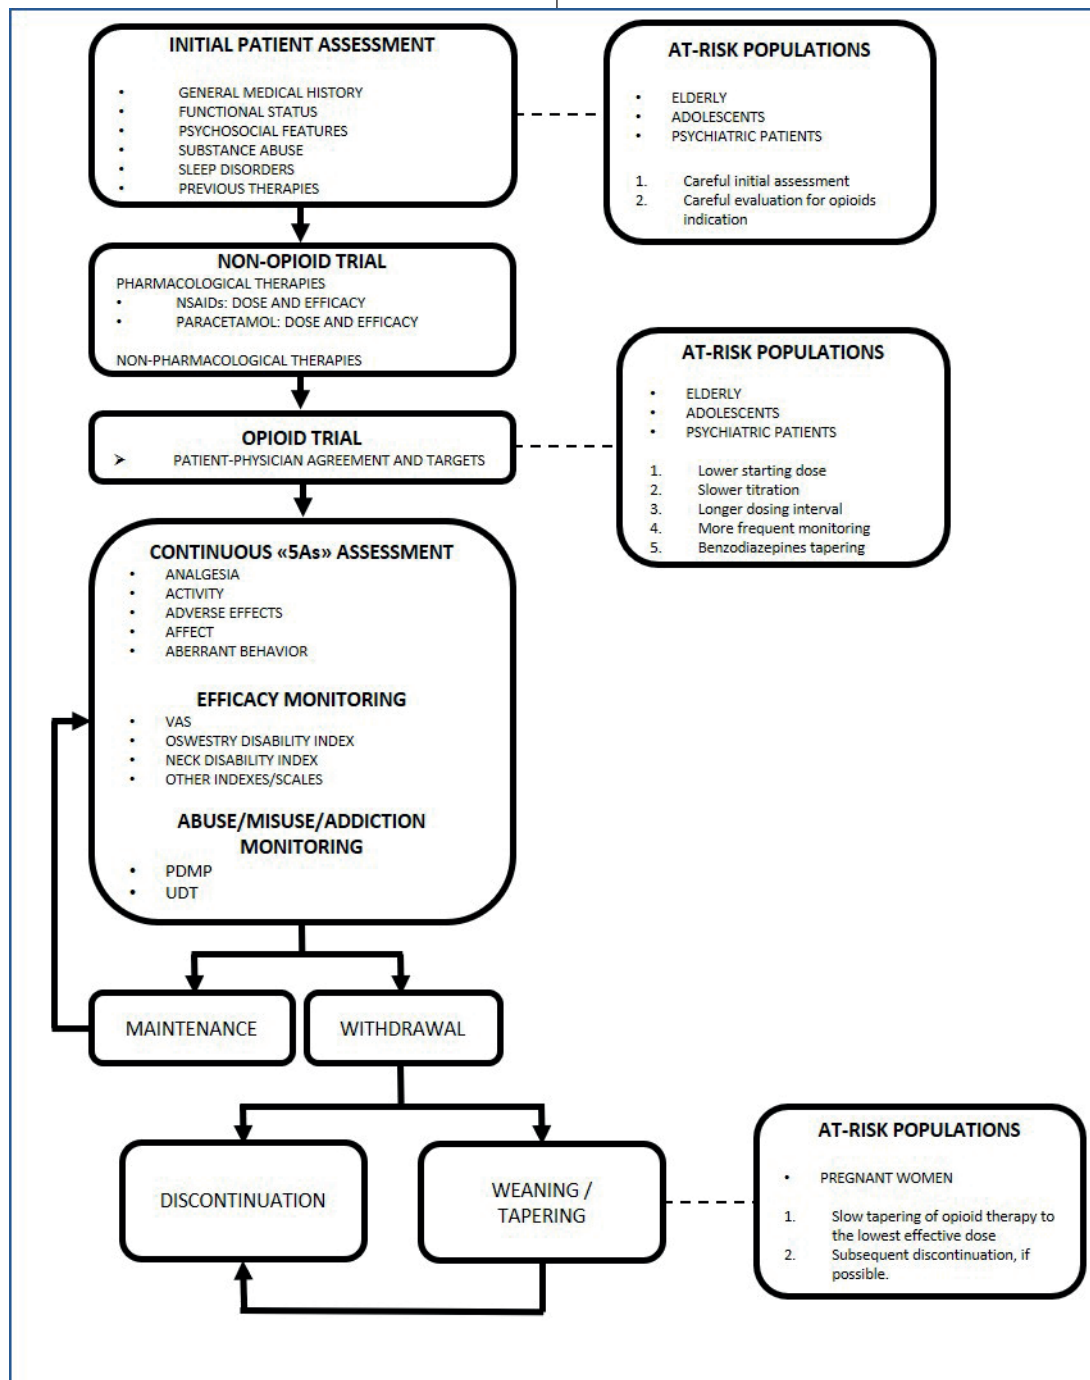 INITIAL PATIENT ASSESSMENT
• GENERAL MEDICAL HISTORY
• FUNCTIONAL STATUS
• PSYCHOSOCIAL FEATURES
• SUBSTANCE ABUSE
• SLEEP DISORDERS
• PREVIOUS THERAPIES
AT-RISK POPULATIONS
• ELDERLY
• ADOLESCENTS
• PSYCHIATRIC PATIENTS
1. Careful initial assessment
2. Careful evaluation for opioids
indication
NON-OPIOID TRIAL
PHARMACOLOGICAL THERAPIES
• NSAIDs: DOSE AND EFFICACY
• PARACETAMOL: DOSE AND EFFICACY
NON-PHARMACOLOGICAL THERAPIES
OPIOID TRIAL
➢ PATIENT-PHYSICIAN AGREEMENT AND TARGETS
AT-RISK POPULATIONS
• ELDERLY
• ADOLESCENTS
• PSYCHIATRIC PATIENTS
1. Lower starting dose
2. Slower titration
3. Longer dosing interval
4. More frequent monitoring
5. Benzodiazepines tapering
CONTINUOUS «5As» ASSESSMENT
• ANALGESIA
• ACTIVITY
• ADVERSE EFFECTS
• AFFECT
• ABERRANT BEHAVIOR
EFFICACY MONITORING
• VAS
• OSWESTRY DISABILITY INDEX
• NECK DISABILITY INDEX
• OTHER INDEXES/SCALES
ABUSE/MISUSE/ADDICTION
MONITORING
• PDMP
• UDT
MAINTENANCE
WITHDRAWAL
DISCONTINUATION
WEANING /
TAPERING
AT-RISK POPULATIONS
• PREGNANT WOMEN
1. Slow tapering of opioid therapy to
the lowest effective dose
2. Subsequent discontinuation, if
possible.